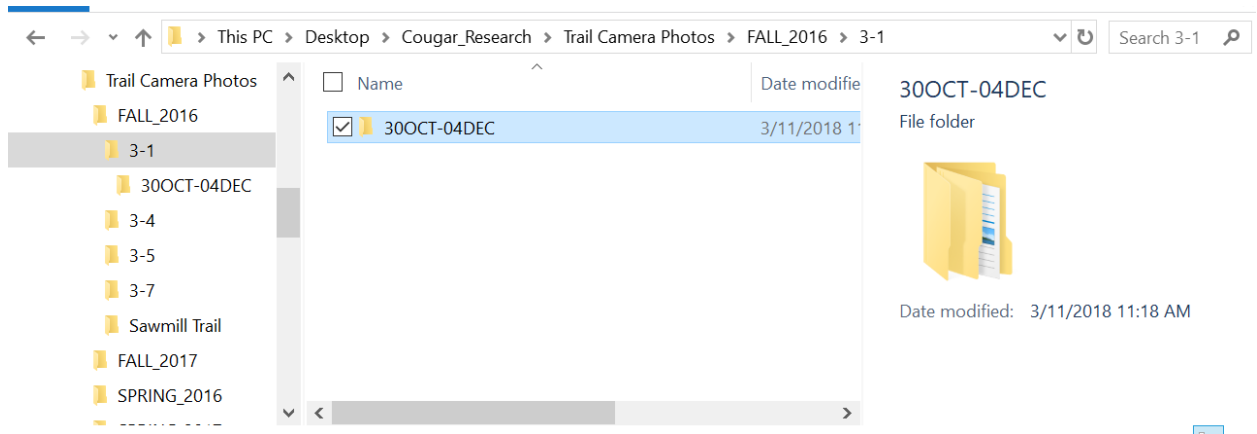 This PC > Desktop > Cougar_Research > Trail Camera Photos > FALL_2016 > 3-1
Search 3-1
Trail Camera Photos
FALL_2016
3-1
30OCT-04DEC
3-4
3-5
3-7
Sawmill Trail
FALL_2017
SPRING_2016
Name
Date modifie
30OCT-04DEC
3/11/2018 1
30OCT-04DEC
File folder
Date modified: 3/11/2018 11:18 AM